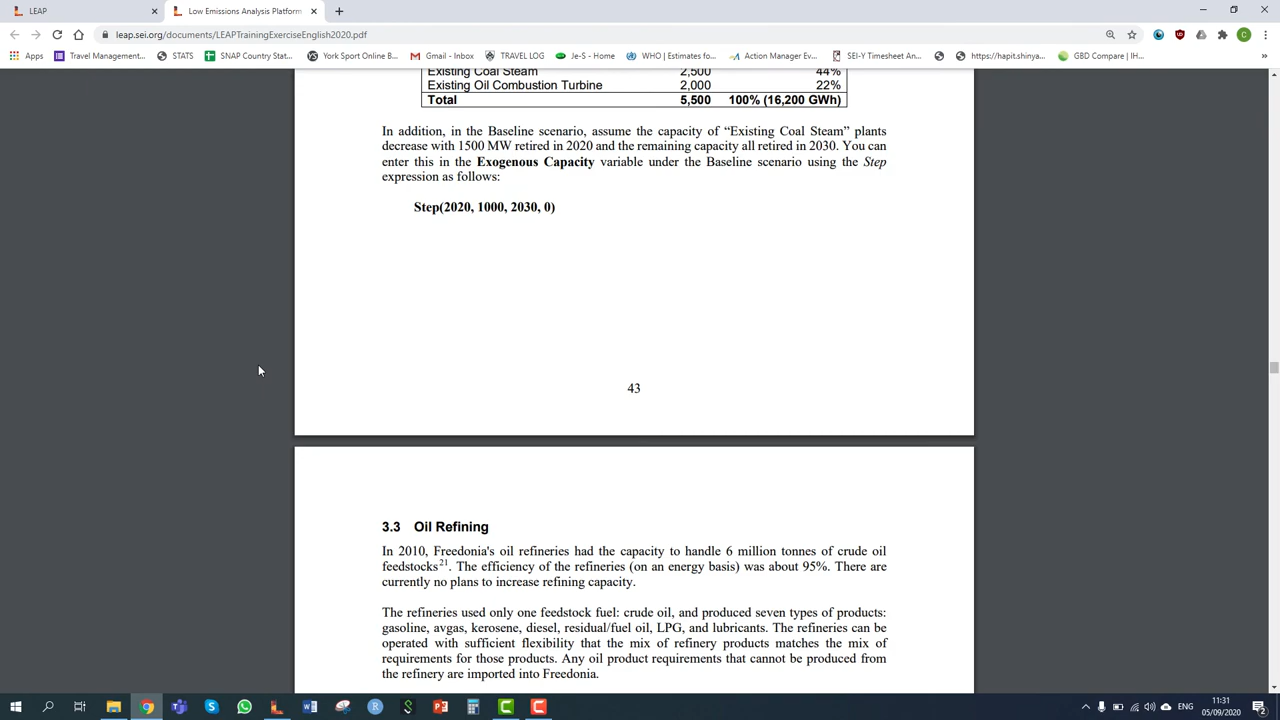 LEAP
Low Emissions Analysis Platform
leap.sei.org/documents/LEAPTrainingExerciseEnglish2020.pdf
Apps
Travel Management...
STATS
SNAP Country Stat...
York Sport Online B...
Gmail - Inbox
TRAVEL LOG
Je-S - Home
WHO | Estimates fo...
Action Manager Ev...
SEI-Y Timesheet An...
https://hapit.shinya...
GBD Compare | IH...
Existing Coal Steam 2,500 44%
Existing Oil Combustion Turbine 2,000 22%
Total 5,500 100% (16,200 GWh)
In addition, in the Baseline scenario, assume the capacity of “Existing Coal Steam” plants
decrease with 1500 MW retired in 2020 and the remaining capacity all retired in 2030. You can
enter this in the Exogenous Capacity variable under the Baseline scenario using the Step
expression as follows:
Step(2020, 1000, 2030, 0)
43
3.3 Oil Refining
In 2010, Freedonia's oil refineries had the capacity to handle 6 million tonnes of crude oil
feedstocks21. The efficiency of the refineries (on an energy basis) was about 95%. There are
currently no plans to increase refining capacity.
The refineries used only one feedstock fuel: crude oil, and produced seven types of products:
gasoline, avgas, kerosene, diesel, residual/fuel oil, LPG, and lubricants. The refineries can be
operated with sufficient flexibility that the mix of refinery products matches the mix of
requirements for those products. Any oil product requirements that cannot be produced from
the refinery are imported into Freedonia.
ENG
11:31
05/09/2020